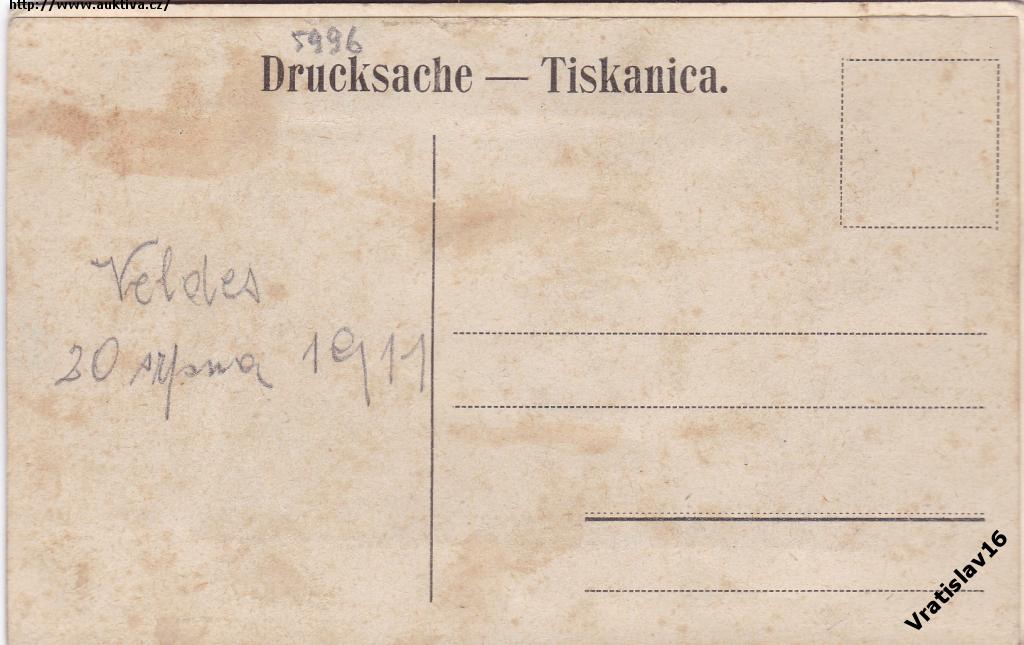 http://www.auktiva.cz/
5996
Drucksache — Tiskanica.
Veldes
20 srpna 1911
Vratislav16